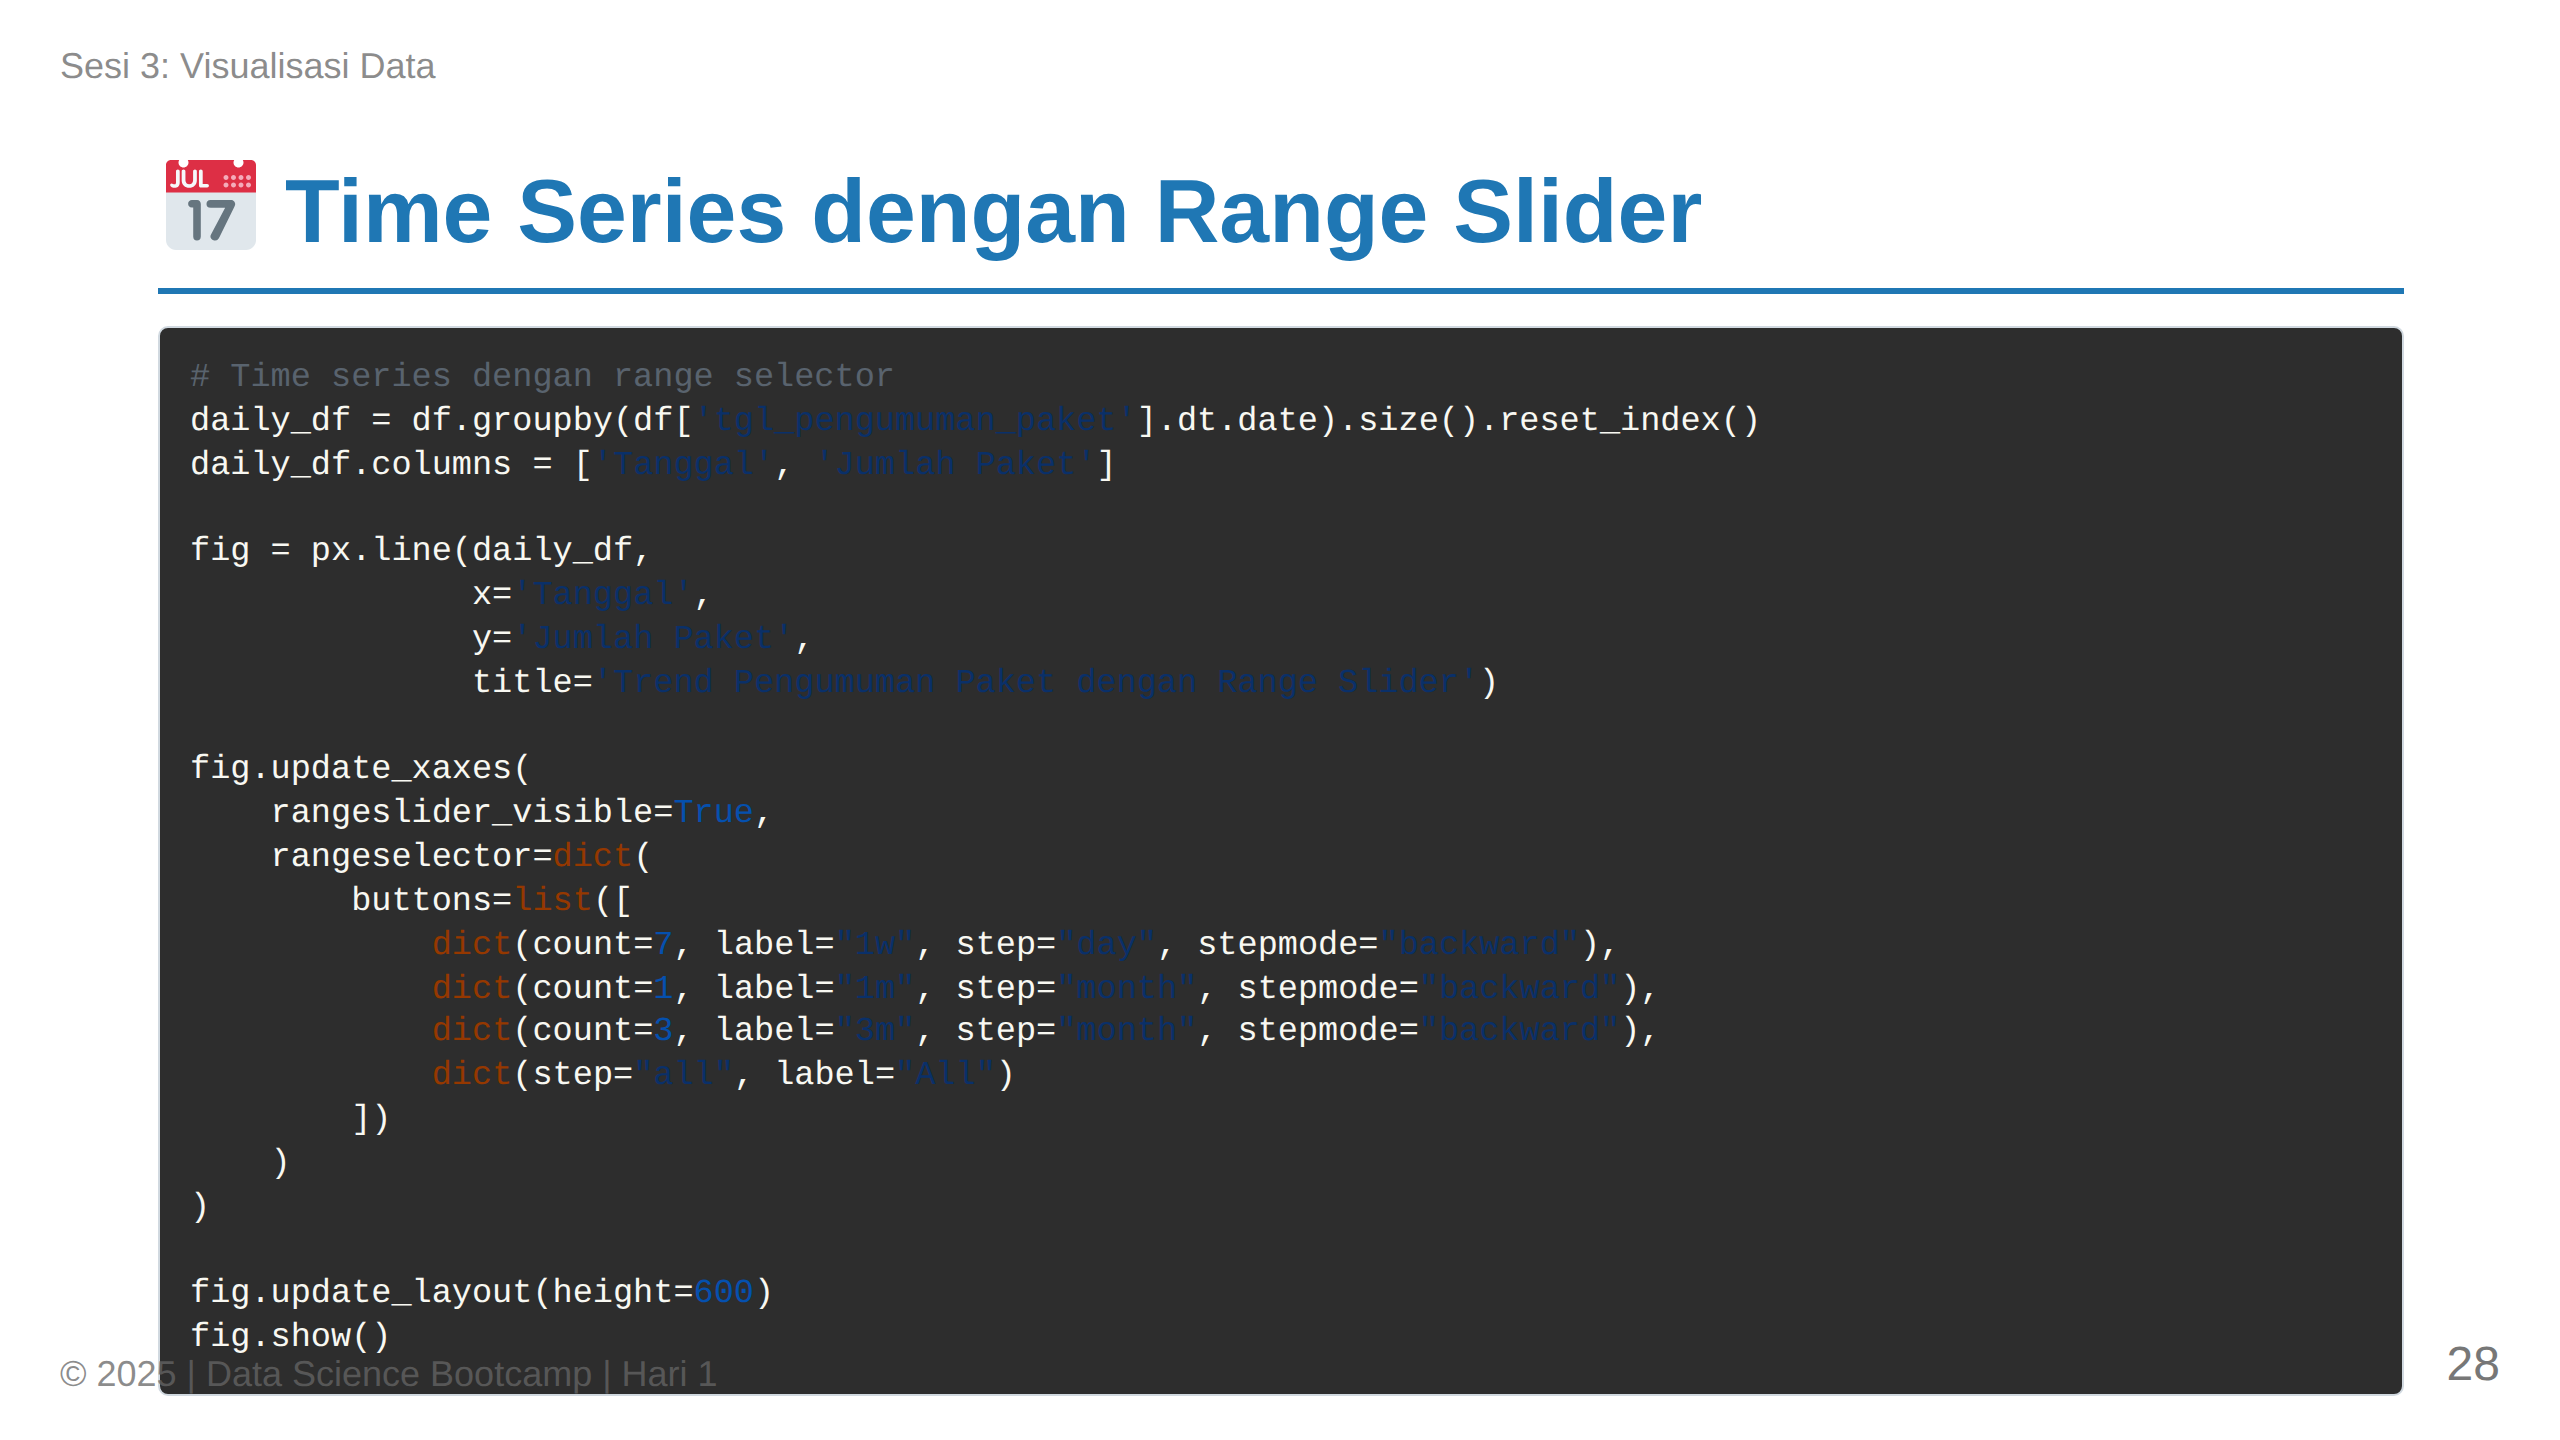 Sesi 3: Visualisasi Data
JUL
17
Time Series dengan Range Slider
# Time series dengan range selector
daily_df = df.groupby(df['tgl_pengumuman_paket'].dt.date).size().reset_index()
daily_df.columns = ['Tanggal', 'Jumlah Paket']
fig = px.line(daily_df,
              x='Tanggal',
              y='Jumlah Paket',
              title='Trend Pengumuman Paket dengan Range Slider')
fig.update_xaxes(
    rangeslider_visible=True,
    rangeselector=dict(
        buttons=list([
            dict(count=7, label="1w", step="day", stepmode="backward"),
            dict(count=1, label="1m", step="month", stepmode="backward"),
            dict(count=3, label="3m", step="month", stepmode="backward"),
            dict(step="all", label="All")
        ])
    )
)
fig.update_layout(height=600)
fig.show()
© 2025 | Data Science Bootcamp | Hari 1
28